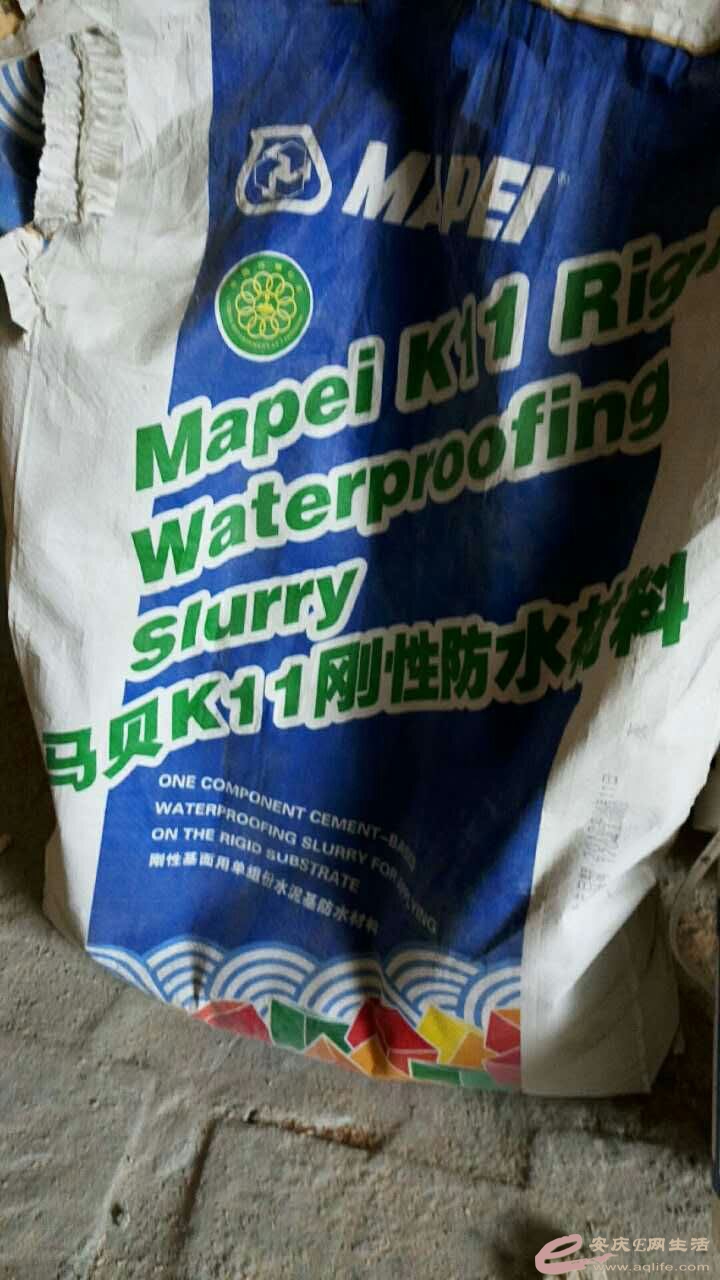 MAPEI
Mapei K11 Rigi
Waterproofing
Slurry
马贝K11刚性防水材料
ONE COMPONENT CEMENT-BASED
WATERPROOFING SLURRY FOR APPLYING
ON THE RIGID SUBSTRATE
刚性基面用单组份水泥基防水材料
安庆E网生活
www.aqlife.com